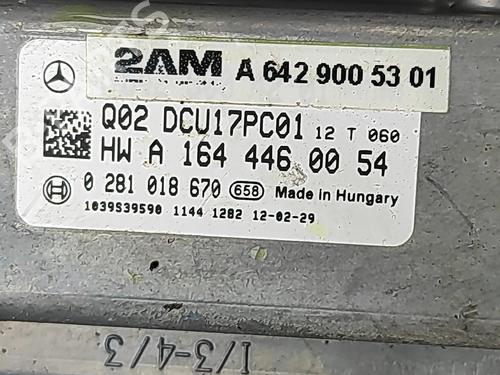 2AM A 642 900 53 01
Q02 DCU17PC01 12 T 060
HW A 164 446 00 54
0 281 018 670 658 Made in Hungary
1039S39590 1144 1282 12-02-29
1/3-4/3